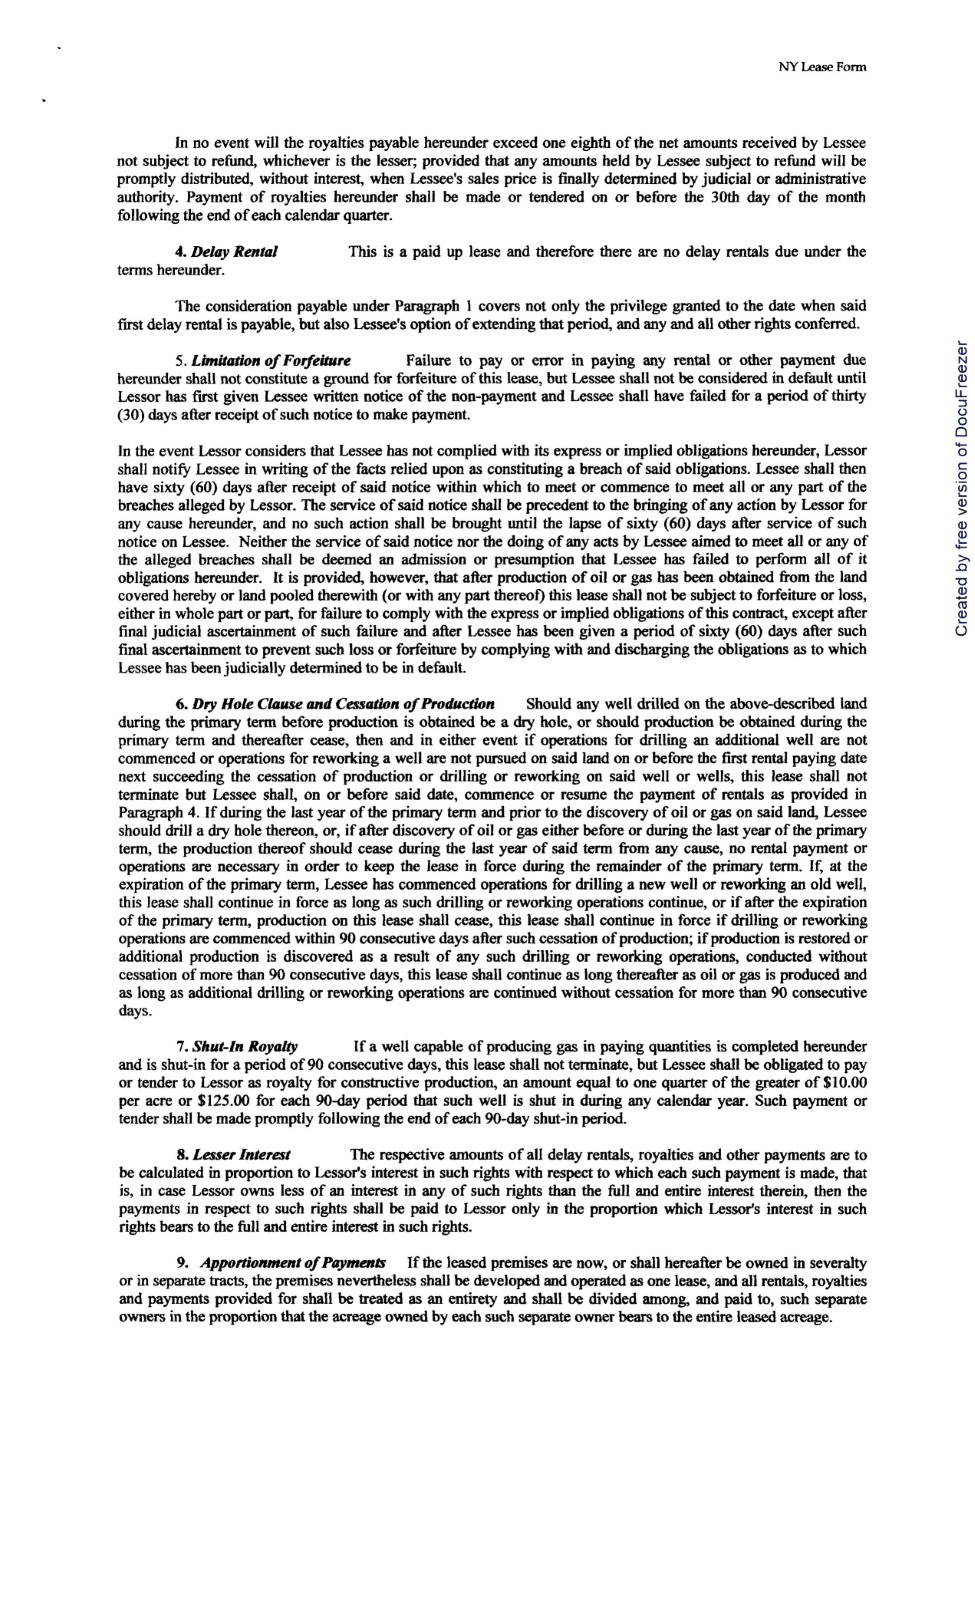 NY Lease Form
In no event will the royalties payable hereunder exceed one eighth of the net amounts received by Lessee
not subject to refund, whichever is the lesser; provided that any amounts held by Lessee subject to refund will be
promptly distributed, without interest, when Lessee's sales price is finally determined by judicial or administrative
authority. Payment of royalties hereunder shall be made or tendered on or before the 30th day of the month
following the end of each calendar quarter.
4. Delay Rental This is a paid up lease and therefore there are no delay rentals due under the
terms hereunder.
The consideration payable under Paragraph 1 covers not only the privilege granted to the date when said
first delay rental is payable, but also Lessee's option of extending that period, and any and all other rights conferred.
5. Limitation of Forfeiture Failure to pay or error in paying any rental or other payment due
hereunder shall not constitute a ground for forfeiture of this lease, but Lessee shall not be considered in default until
Lessor has first given Lessee written notice of the non-payment and Lessee shall have failed for a period of thirty
(30) days after receipt of such notice to make payment.
In the event Lessor considers that Lessee has not complied with its express or implied obligations hereunder, Lessor
shall notify Lessee in writing of the facts relied upon as constituting a breach of said obligations. Lessee shall then
have sixty (60) days after receipt of said notice within which to meet or commence to meet all or any part of the
breaches alleged by Lessor. The service of said notice shall be precedent to the bringing of any action by Lessor for
any cause hereunder, and no such action shall be brought until the lapse of sixty (60) days after service of such
notice on Lessee. Neither the service of said notice nor the doing of any acts by Lessee aimed to meet all or any of
the alleged breaches shall be deemed an admission or presumption that Lessee has failed to perform all of it
obligations hereunder. It is provided, however, that after production of oil or gas has been obtained from the land
covered hereby or land pooled therewith (or with any part thereof) this lease shall not be subject to forfeiture or loss,
either in whole part or part, for failure to comply with the express or implied obligations of this contract, except after
final judicial ascertainment of such failure and after Lessee has been given a period of sixty (60) days after such
final ascertainment to prevent such loss or forfeiture by complying with and discharging the obligations as to which
Lessee has been judicially determined to be in default.
6. Dry Hole Clause and Cessation of Production Should any well drilled on the above-described land
during the primary term before production is obtained be a dry hole, or should production be obtained during the
primary term and thereafter cease, then and in either event if operations for drilling an additional well are not
commenced or operations for reworking a well are not pursued on said land on or before the first rental paying date
next succeeding the cessation of production or drilling or reworking on said well or wells, this lease shall not
terminate but Lessee shall, on or before said date, commence or resume the payment of rentals as provided in
Paragraph 4. If during the last year of the primary term and prior to the discovery of oil or gas on said land, Lessee
should drill a dry hole thereon, or, if after discovery of oil or gas either before or during the last year of the primary
term, the production thereof should cease during the last year of said term from any cause, no rental payment or
operations are necessary in order to keep the lease in force during the remainder of the primary term. If, at the
expiration of the primary term, Lessee has commenced operations for drilling a new well or reworking an old well,
this lease shall continue in force as long as such drilling or reworking operations continue, or if after the expiration
of the primary term, production on this lease shall cease, this lease shall continue in force if drilling or reworking
operations are commenced within 90 consecutive days after such cessation of production; if production is restored or
additional production is discovered as a result of any such drilling or reworking operations, conducted without
cessation of more than 90 consecutive days, this lease shall continue as long thereafter as oil or gas is produced and
as long as additional drilling or reworking operations are continued without cessation for more than 90 consecutive
days.
7. Shut-In Royalty If a well capable of producing gas in paying quantities is completed hereunder
and is shut-in for a period of 90 consecutive days, this lease shall not terminate, but Lessee shall be obligated to pay
or tender to Lessor as royalty for constructive production, an amount equal to one quarter of the greater of $10.00
per acre or $125.00 for each 90-day period that such well is shut in during any calendar year. Such payment or
tender shall be made promptly following the end of each 90-day shut-in period.
8. Lesser Interest The respective amounts of all delay rentals, royalties and other payments are to
be calculated in proportion to Lessor's interest in such rights with respect to which each such payment is made, that
is, in case Lessor owns less of an interest in any of such rights than the full and entire interest therein, then the
payments in respect to such rights shall be paid to Lessor only in the proportion which Lessor's interest in such
rights bears to the full and entire interest in such rights.
9. Apportionment of Payments If the leased premises are now, or shall hereafter be owned in severalty
or in separate tracts, the premises nevertheless shall be developed and operated as one lease, and all rentals, royalties
and payments provided for shall be treated as an entirety and shall be divided among, and paid to, such separate
owners in the proportion that the acreage owned by each such separate owner bears to the entire leased acreage.
Created by free version of DocuFreezer